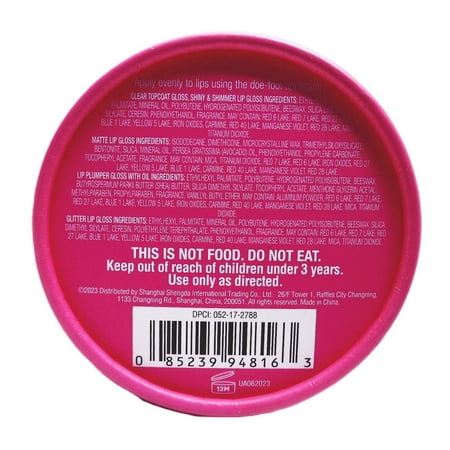 Apply evenly to lips using the doe-foot applicator.
CLEAR TOPCOAT GLOSS, SHINY & SHIMMER LIP GLOSS INGREDIENTS: ETHYLHEXYL
PALMITATE, MINERAL OIL, POLYBUTENE, HYDROGENATED POLYISOBUTENE, BEESWAX,
SILYLATE, CERESIN, PHENOXYETHANOL, FRAGRANCE, MAY CONTAIN: RED 6 LAKE, RED 7 LAKE, RED
BLUE 1 LAKE, YELLOW 5 LAKE, IRON OXIDES, CARMINE, RED 40 LAKE, MANGANESE VIOLET, RED 28 LAKE, MICA,
TITANIUM DIOXIDE
MATTE LIP GLOSS INGREDIENTS: ISODODECANE, DIMETHICONE, MICROCRYSTALLINE WAX, TRIMETHYLSILOXYSILICATE,
BENTONITE, SILICA, MINERAL OIL, PERSEA GRATISSIMA (AVOCADO) OIL, PHENOXYETHANOL, PROPYLENE CARBONATE,
TOCOPHERYL ACETATE, FRAGRANCE, MAY CONTAIN: MICA, TITANIUM DIOXIDE, RED 6 LAKE, RED 7 LAKE, RED 27
LAKE, YELLOW 5 LAKE, BLUE 1 LAKE, CARMINE, RED 40 LAKE, MANGANESE VIOLET, RED 28 LAKE
LIP PLUMPER GLOSS WITH OIL INGREDIENTS: ETHYLHEXYL PALMITATE, MINERAL OIL, POLYBUTENE, BEESWAX,
BUTYROSPERMUM PARKII BUTTER (SHEA BUTTER), SILICA DIMETHYL SILYLATE, TOCOPHERYL ACETATE, MENTHONE GLYCERIN ACETAL,
MENTHYL LACTATE, PHENOXYETHANOL, FRAGRANCE, MAY CONTAIN: RED 6 LAKE, RED 7 LAKE, RED
27 LAKE, BLUE 1 LAKE, YELLOW 5 LAKE, IRON OXIDES, CARMINE, RED 40 LAKE, MANGANESE VIOLET, RED 28 LAKE, MICA, TITANIUM
DIOXIDE
GLITTER LIP GLOSS INGREDIENTS: ETHYLHEXYL PALMITATE, MINERAL OIL, POLYBUTENE, HYDROGENATED POLYISOBUTENE, BEESWAX, SILICA
DIMETHYL SILYLATE, CERESIN, POLYETHYLENE TEREPHTHALATE, PHENOXYETHANOL, FRAGRANCE, MAY CONTAIN: RED 6 LAKE, RED 7 LAKE, RED
27 LAKE, BLUE 1 LAKE, YELLOW 5 LAKE, IRON OXIDES, CARMINE, RED 40 LAKE, MANGANESE VIOLET, RED 28 LAKE, MICA, TITANIUM DIOXIDE
THIS IS NOT FOOD. DO NOT EAT.
Keep out of reach of children under 3 years.
Use only as directed.
©2023 Distributed by Shanghai Shengda International Trading Co., Ltd. 26/F Tower 1, Raffles City Changning,
1133 Changning Rd., Shanghai, China, 200051. All rights reserved. Made in China.
DPCI: 052-17-2788
0 85239 94816 3
12M UA062023